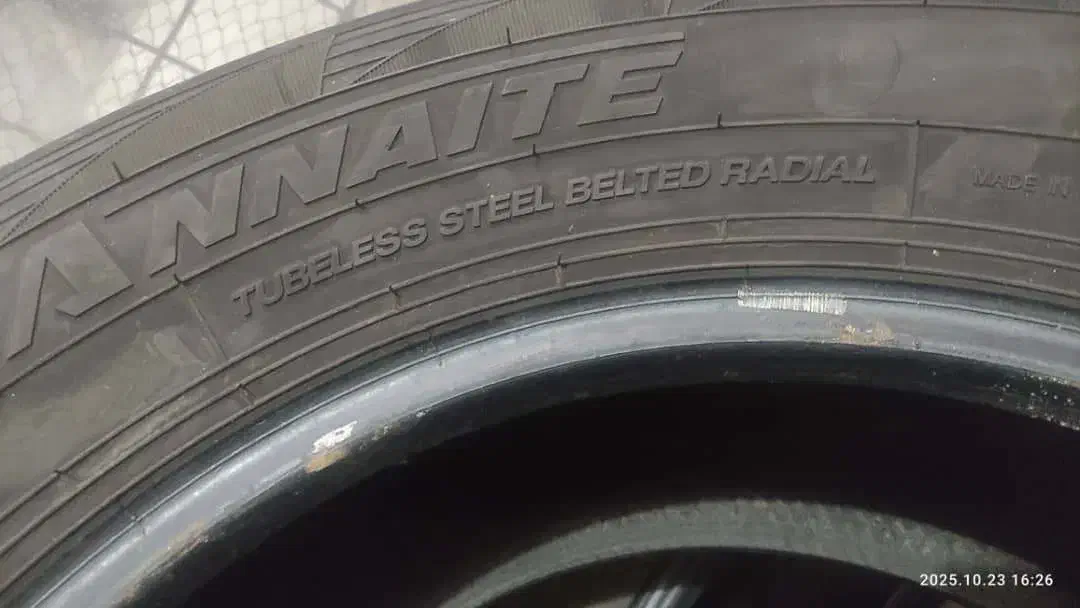 ANNAITE
TUBELESS STEEL BELTED RADIAL
MADE IN
2025.10.23 16:26